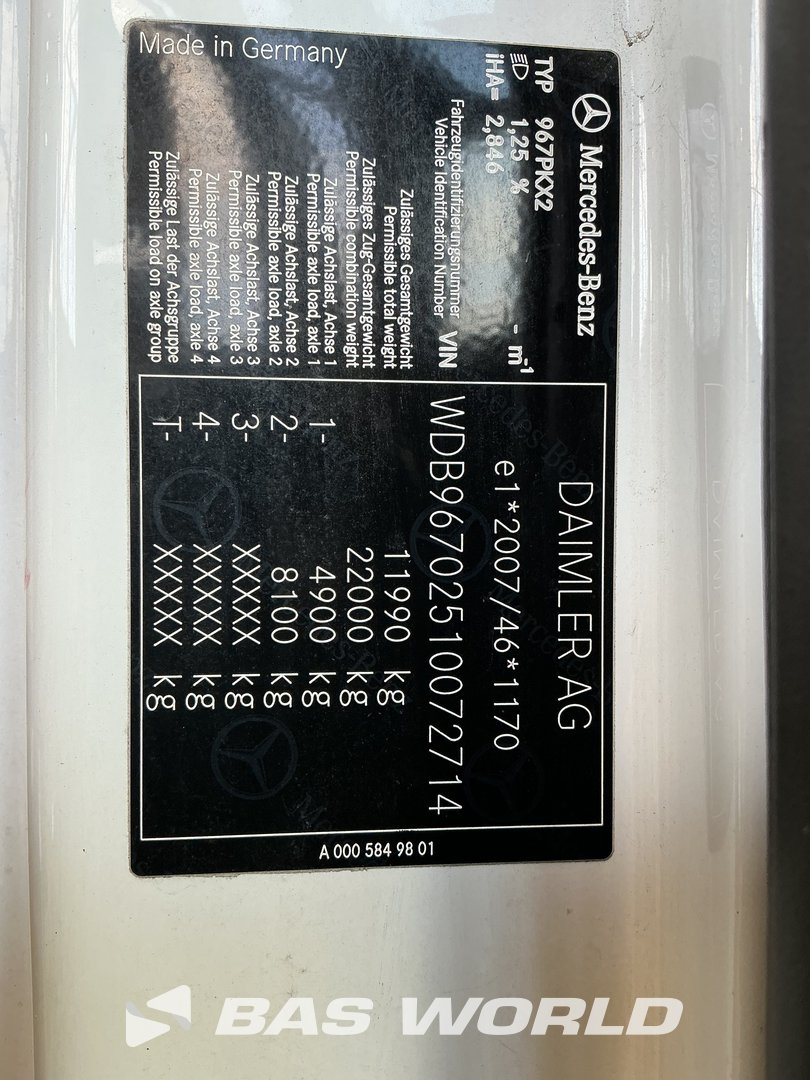 Mercedes-Benz
TYP 967PKX2
1,25 % - m-1
iHA= 2,846
DAIMLER AG
e1*2007/46*1170
Fahrzeugidentifizierungsnummer
Vehicle Identification Number VIN WDB9670251007​2714
Zulässiges Gesamtgewicht
Permissible total weight 11990 kg
Zulässiges Zug-Gesamtgewicht
Permissible combination weight 22000 kg
Zulässige Achslast, Achse 1
Permissible axle load, axle 1 1- 4900 kg
Zulässige Achslast, Achse 2
Permissible axle load, axle 2 2- 8100 kg
Zulässige Achslast, Achse 3
Permissible axle load, axle 3 3- XXXXX kg
Zulässige Achslast, Achse 4
Permissible axle load, axle 4 4- XXXXX kg
Zulässige Last der Achsgruppe
Permissible load on axle group T- XXXXX kg
Made in Germany
A 000 584 98 01
BAS WORLD